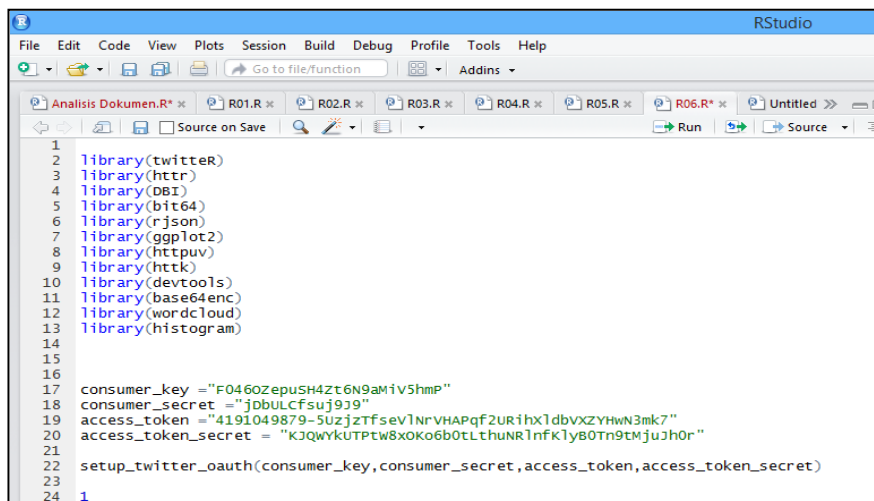 RStudio
File Edit Code View Plots Session Build Debug Profile Tools Help
Go to file/function Addins
Analisis Dokumen.R* R01.R R02.R R03.R R04.R R05.R R06.R* Untitled
Source on Save Run Source
1
2 library(twitteR)
3 library(httr)
4 library(DBI)
5 library(bit64)
6 library(rjson)
7 library(ggplot2)
8 library(httpuv)
9 library(httk)
10 library(devtools)
11 library(base64enc)
12 library(wordcloud)
13 library(histogram)
14
15
16
17 consumer_key ="FO46OZepuSH4Zt6N9aMiV5hmP"
18 consumer_secret ="jDbULCfsuj9J9"
19 access_token ="4191049879-5UzjzTfseVlNrVHAPqf2URihXldbVXZYHwN3mk7"
20 access_token_secret = "KJQWYkUTPtW8xOKo6b0tLthuNRlnfKlyBOTn9tMjuJh0r"
21
22 setup_twitter_oauth(consumer_key,consumer_secret,access_token,access_token_secret)
23
24 1